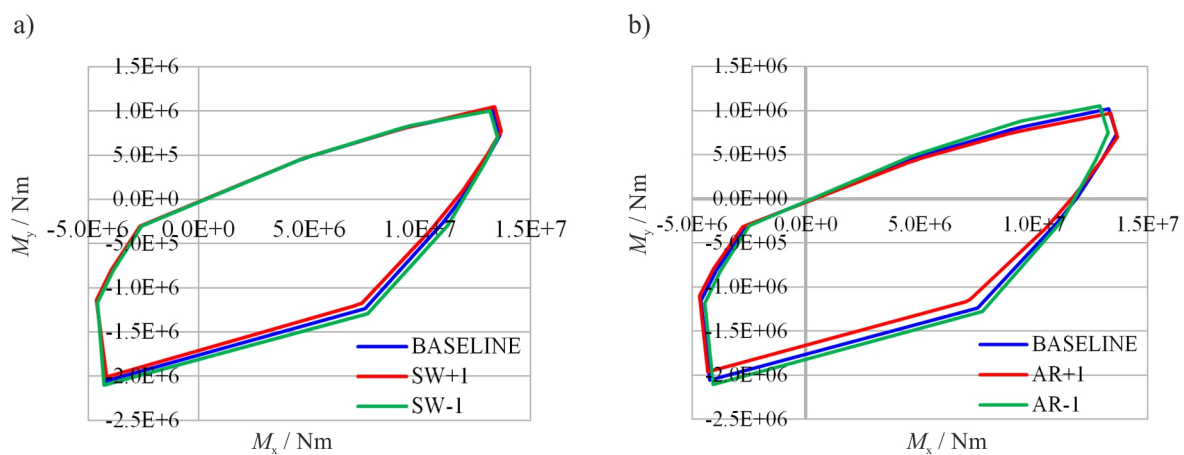 a)
1.5E+6
1.0E+6
5.0E+5
0.0E+0
-5.0E+5
-1.0E+6
-1.5E+6
-2.0E+6
-2.5E+6
-5.0E+6
0.0E+0
5.0E+6
1.0E+7
1.5E+7
My / Nm
Mx / Nm
BASELINE
SW+1
SW-1
b)
1.5E+06
1.0E+06
5.0E+05
0.0E+00
-5.0E+05
-1.0E+06
-1.5E+06
-2.0E+06
-2.5E+06
-5.0E+6
0.0E+0
5.0E+6
1.0E+7
1.5E+7
My / Nm
Mx / Nm
BASELINE
AR+1
AR-1